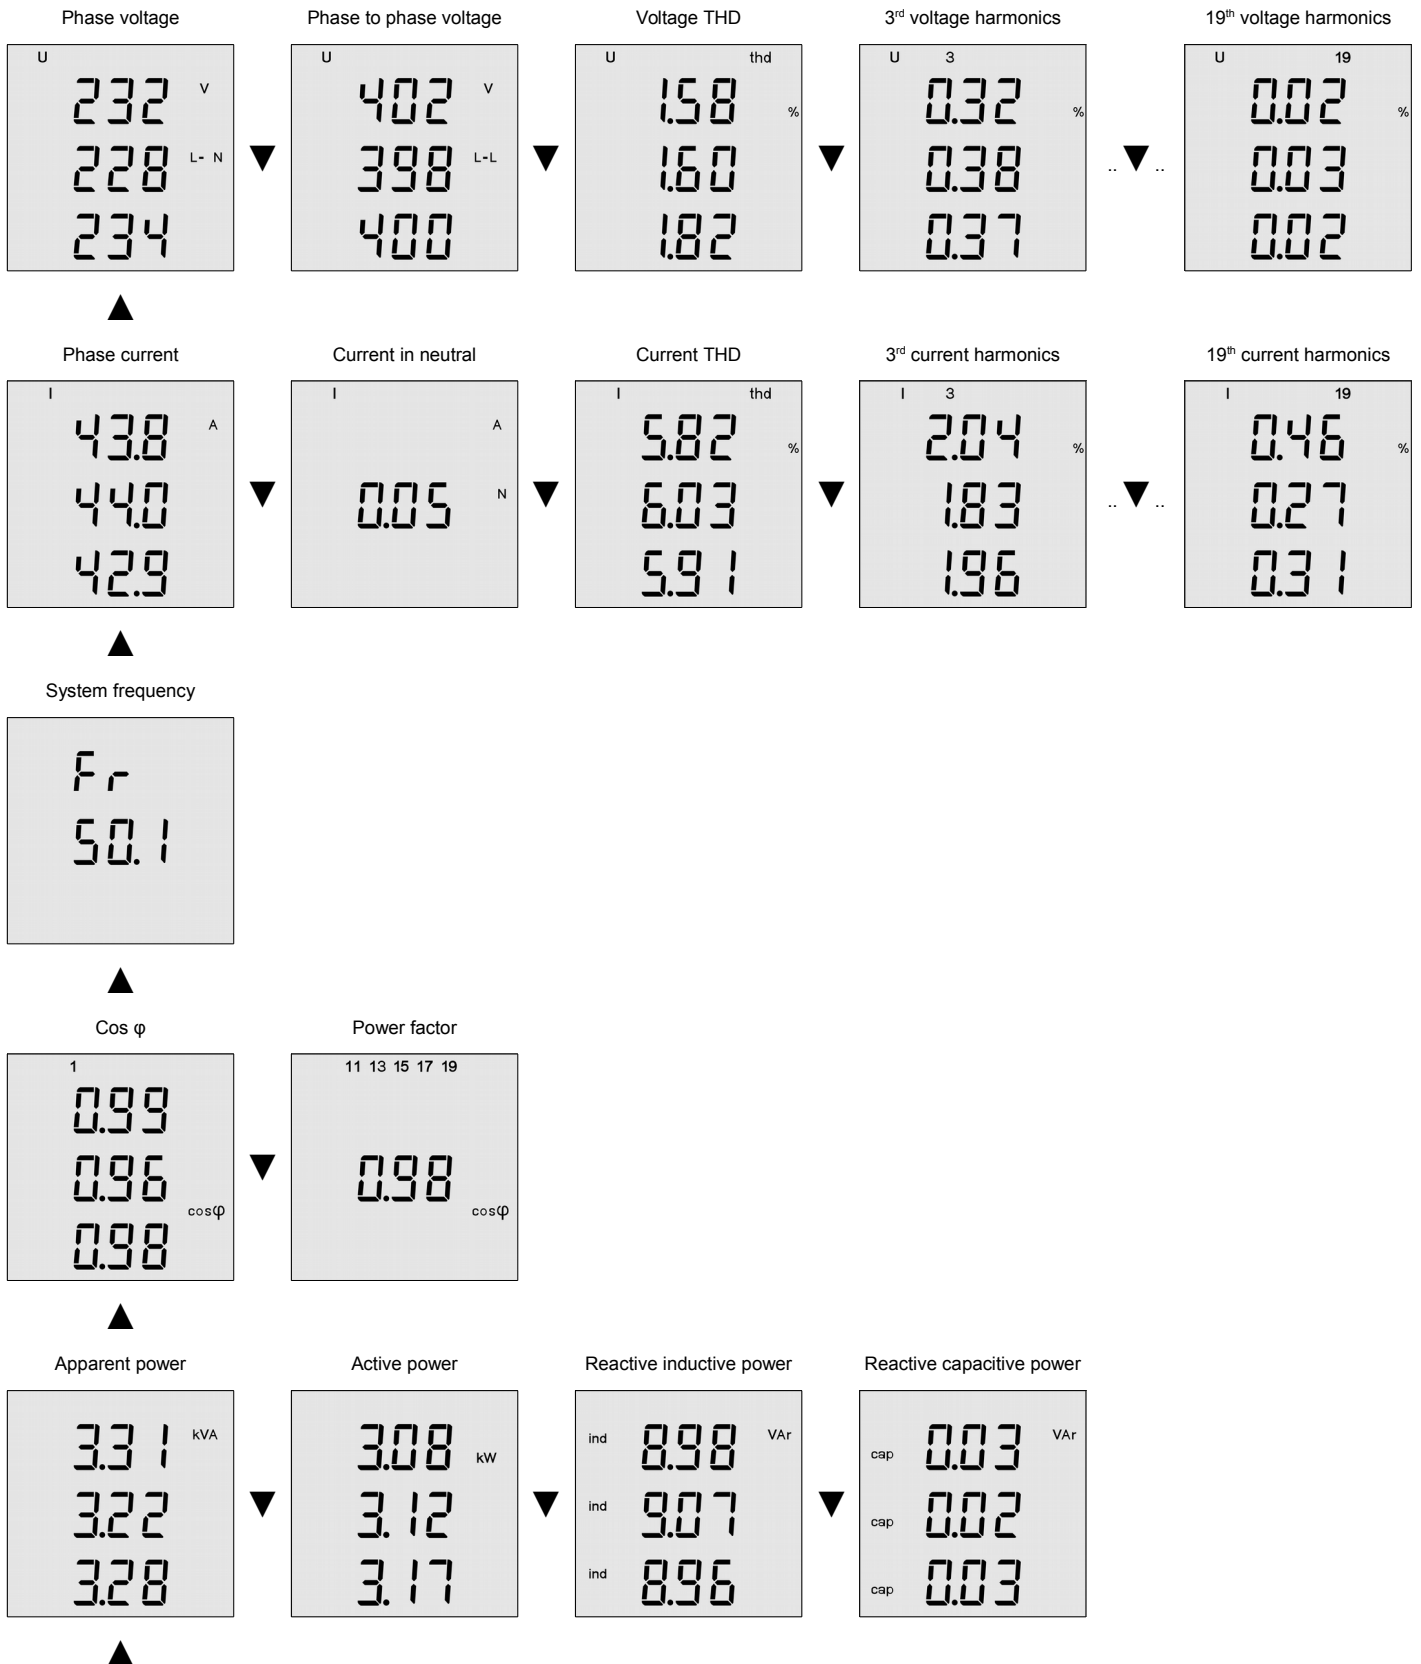 Phase voltage
Phase to phase voltage
Voltage THD
3rd voltage harmonics
19th voltage harmonics
U
232 V
228 L- N
234
U
402 V
398 L-L
400
U thd
1.58 %
1.60
1.82
U 3
0.32 %
0.38
0.37
.. ..
U 19
0.02 %
0.03
0.02
Phase current
Current in neutral
Current THD
3rd current harmonics
19th current harmonics
I
43.8 A
44.0
42.9
I
A
0.05 N
I thd
5.82 %
6.03
5.91
I 3
2.04 %
1.83
1.96
.. ..
I 19
0.46 %
0.27
0.31
System frequency
Fr
50.1
Cos φ
Power factor
1
0.99
0.96
cosφ
0.98
11 13 15 17 19
0.98
cosφ
Apparent power
Active power
Reactive inductive power
Reactive capacitive power
3.31 kVA
3.22
3.28
3.08 kW
3.12
3.17
ind 8.98 VAr
ind 9.07
ind 8.96
cap 0.03 VAr
cap 0.02
cap 0.03